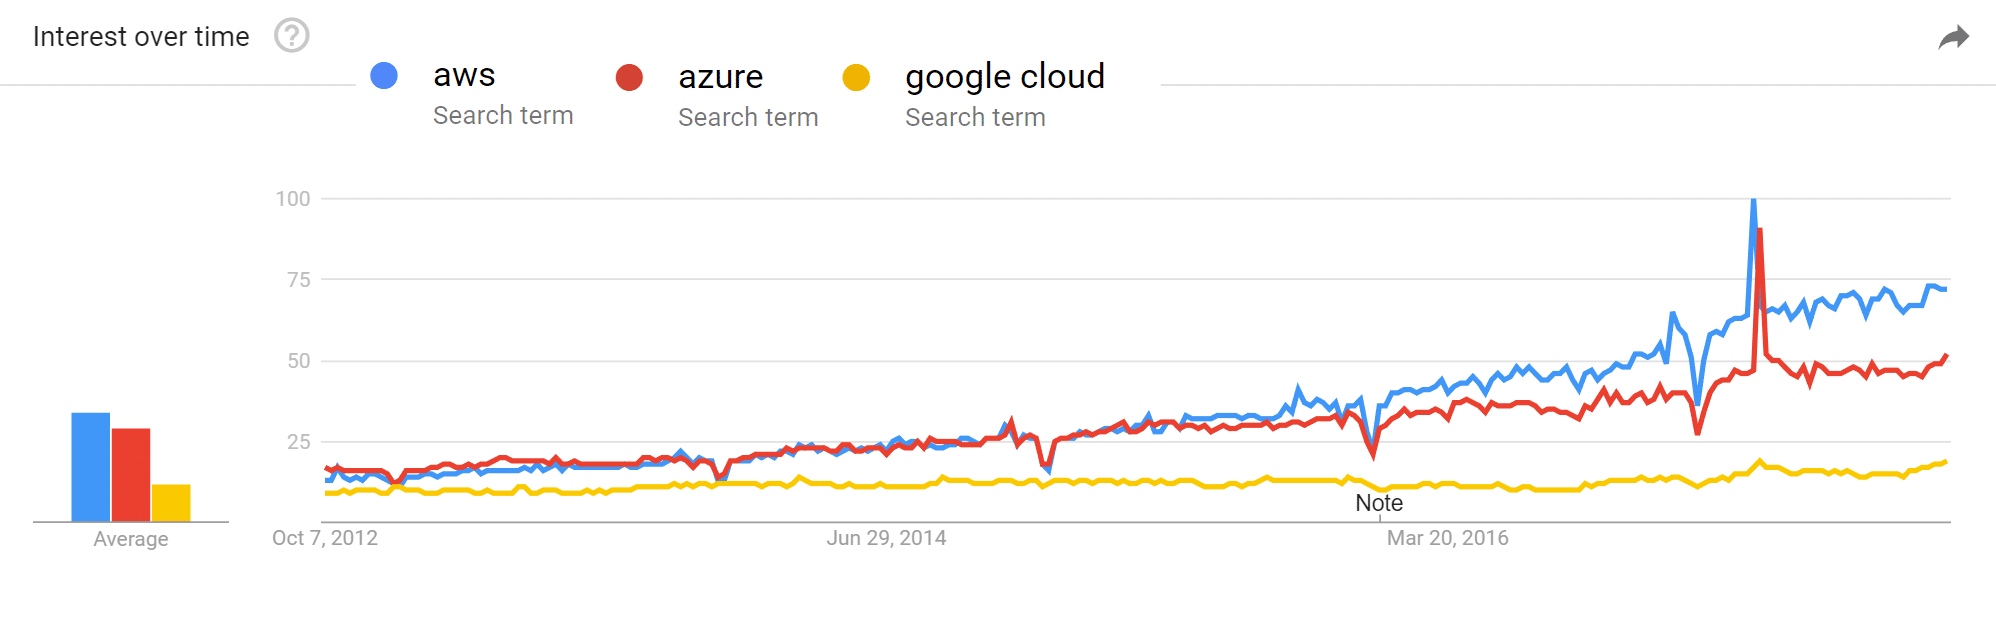 Interest over time
aws
Search term
azure
Search term
google cloud
Search term
100
75
50
25
Note
Average
Oct 7, 2012
Jun 29, 2014
Mar 20, 2016